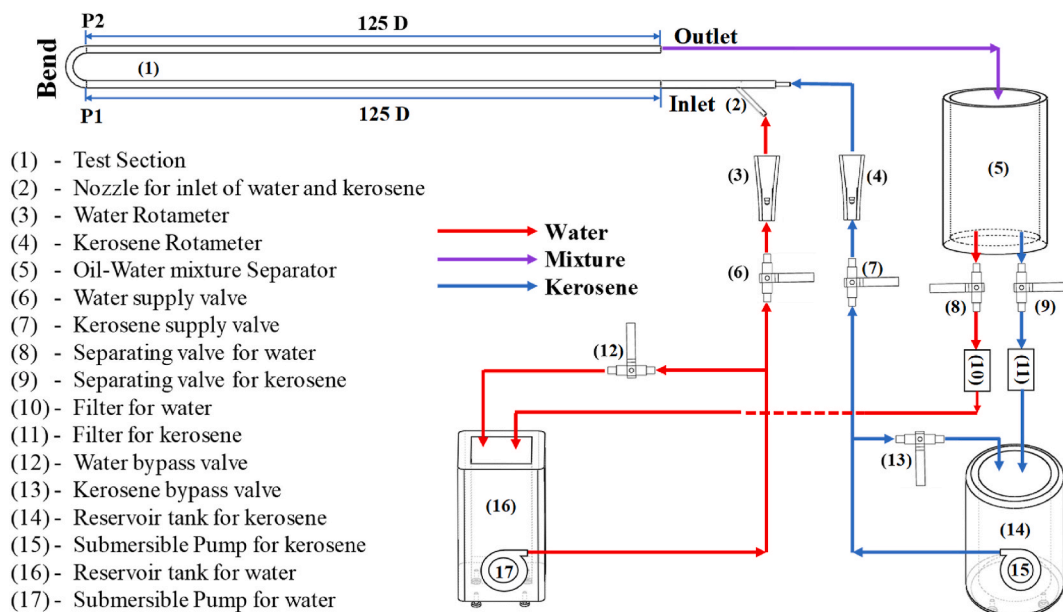 P2
125 D
Outlet
Bend
(1)
P1
125 D
Inlet
(2)
(1) - Test Section
(2) - Nozzle for inlet of water and kerosene
(3) - Water Rotameter
(4) - Kerosene Rotameter
(5) - Oil-Water mixture Separator
(6) - Water supply valve
(7) - Kerosene supply valve
(8) - Separating valve for water
(9) - Separating valve for kerosene
(10) - Filter for water
(11) - Filter for kerosene
(12) - Water bypass valve
(13) - Kerosene bypass valve
(14) - Reservoir tank for kerosene
(15) - Submersible Pump for kerosene
(16) - Reservoir tank for water
(17) - Submersible Pump for water
Water
Mixture
Kerosene
(3)
(4)
(5)
(6)
(7)
(8)
(9)
(10)
(11)
(12)
(13)
(14)
15
(16)
17